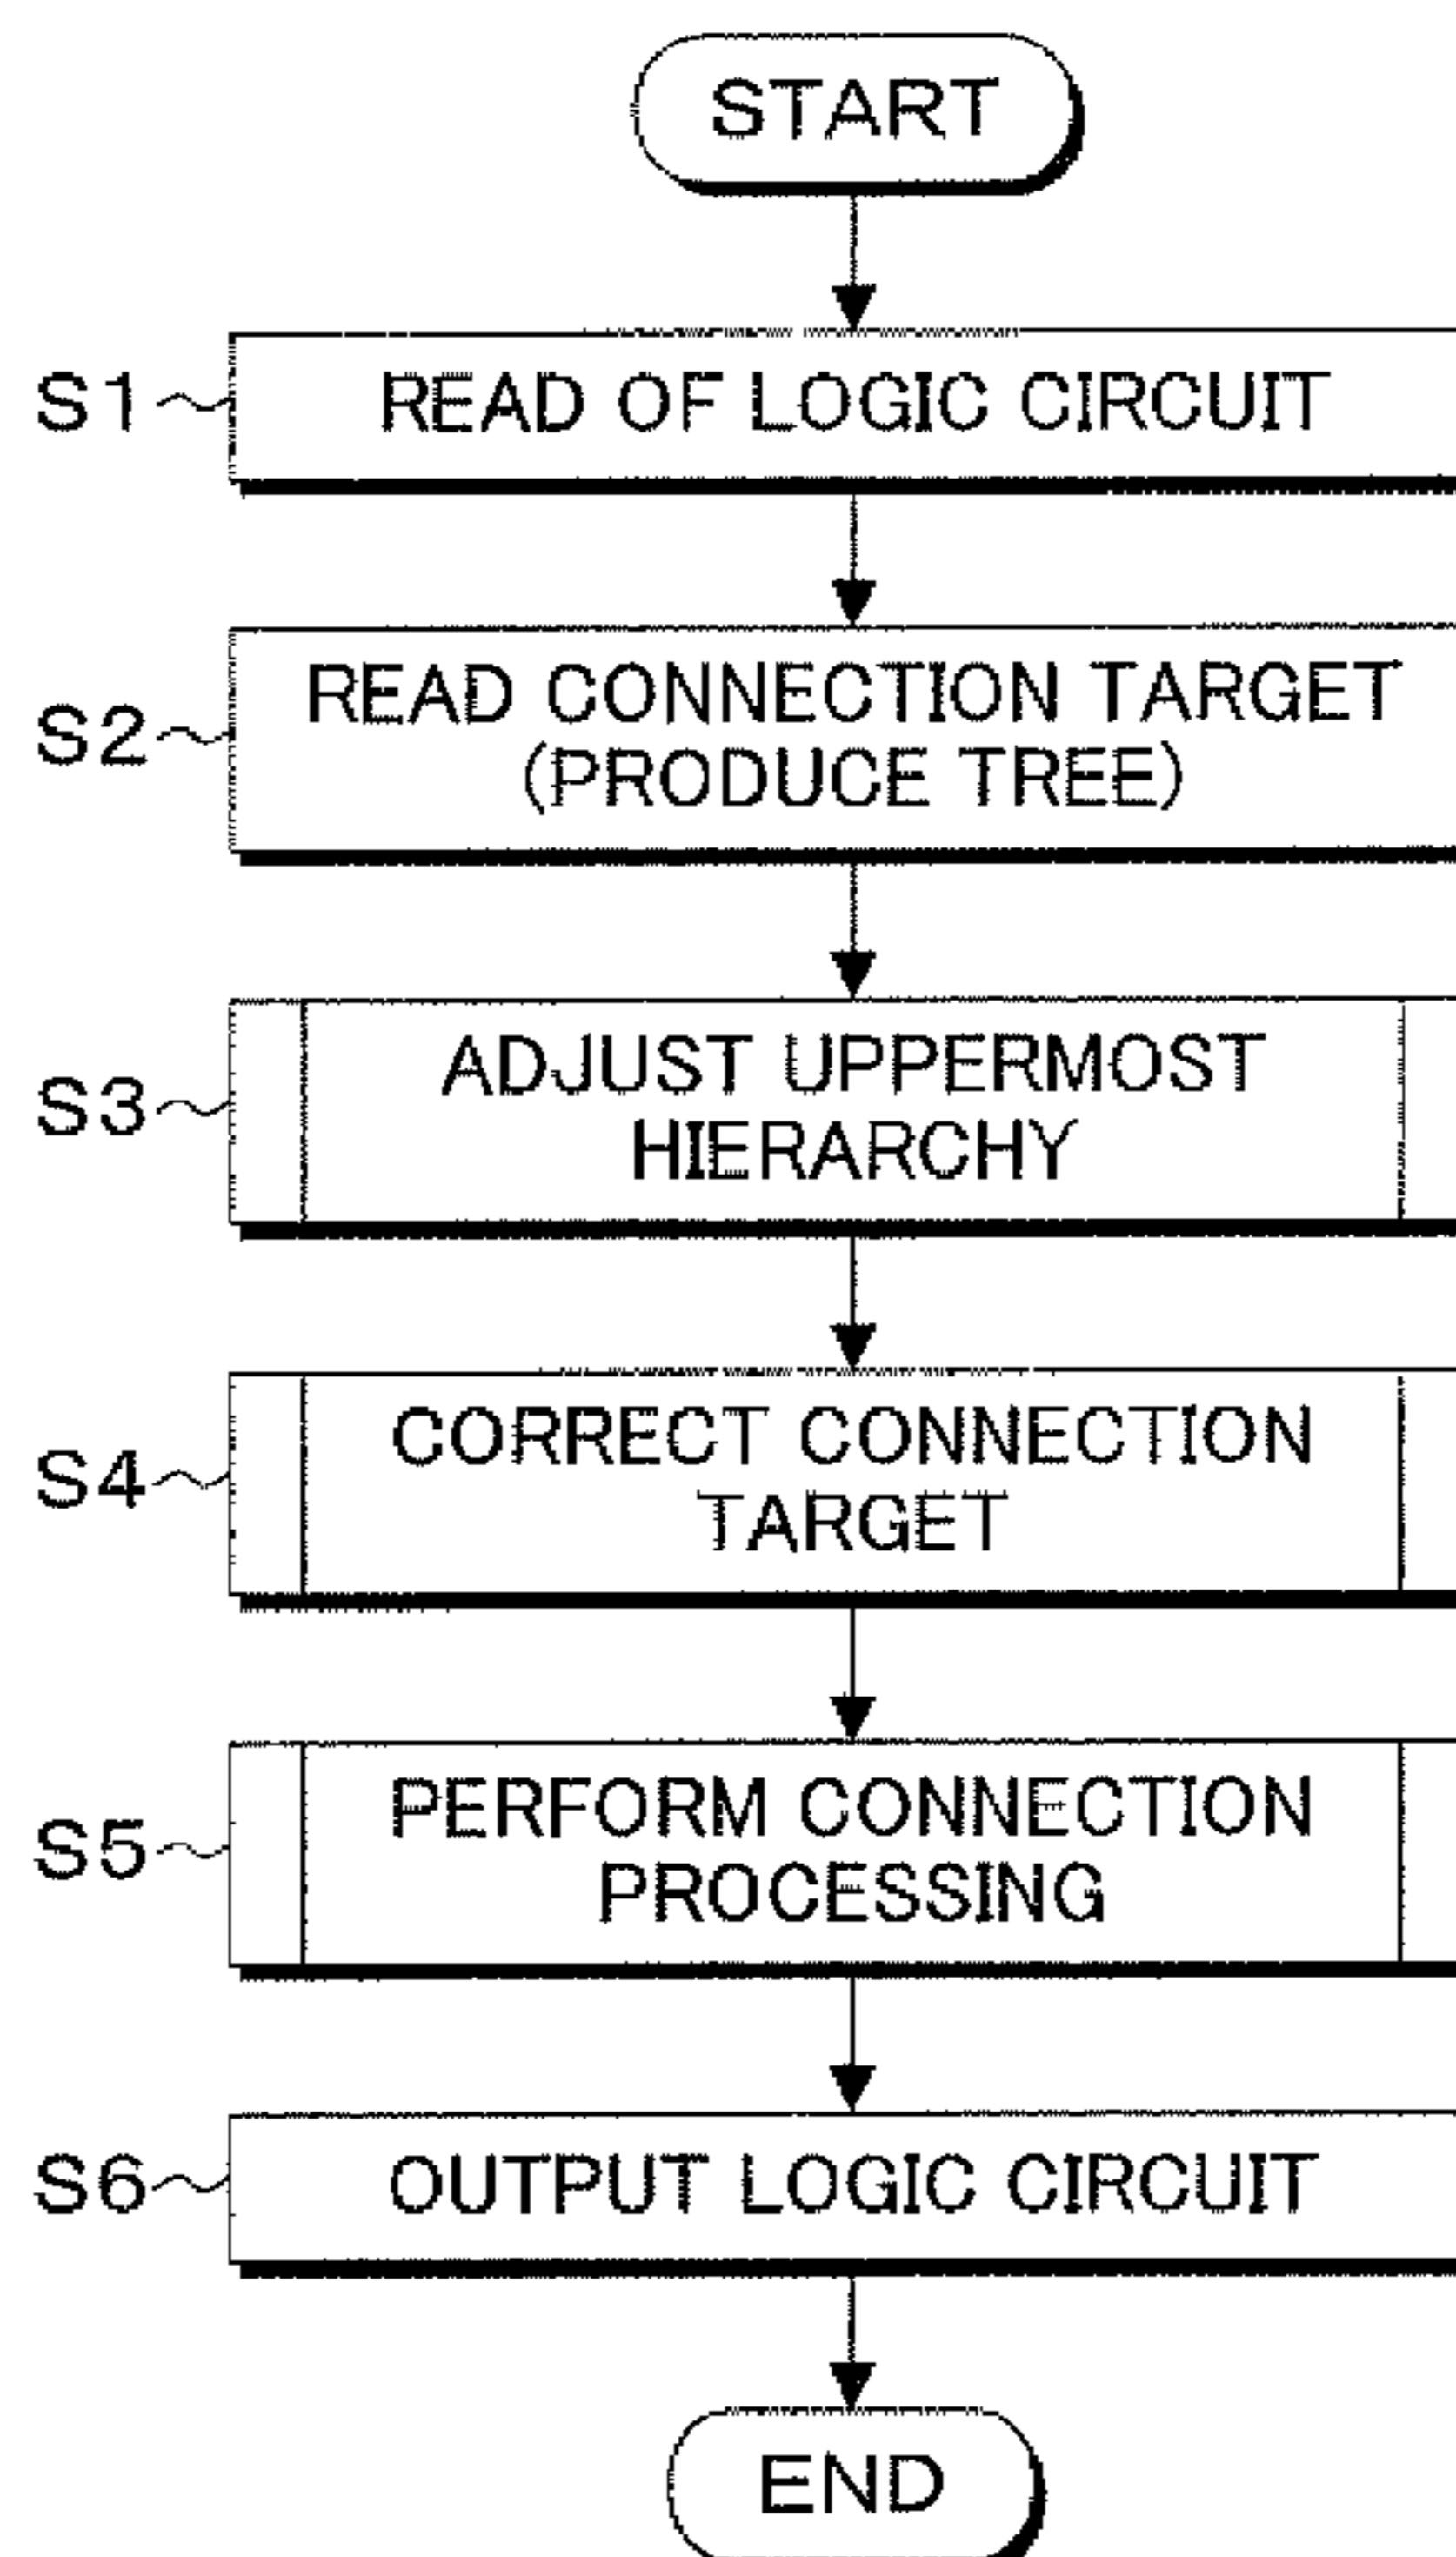 START
S1 READ OF LOGIC CIRCUIT
S2 READ CONNECTION TARGET
(PRODUCE TREE)
S3 ADJUST UPPERMOST
HIERARCHY
S4 CORRECT CONNECTION
TARGET
S5 PERFORM CONNECTION
PROCESSING
S6 OUTPUT LOGIC CIRCUIT
END